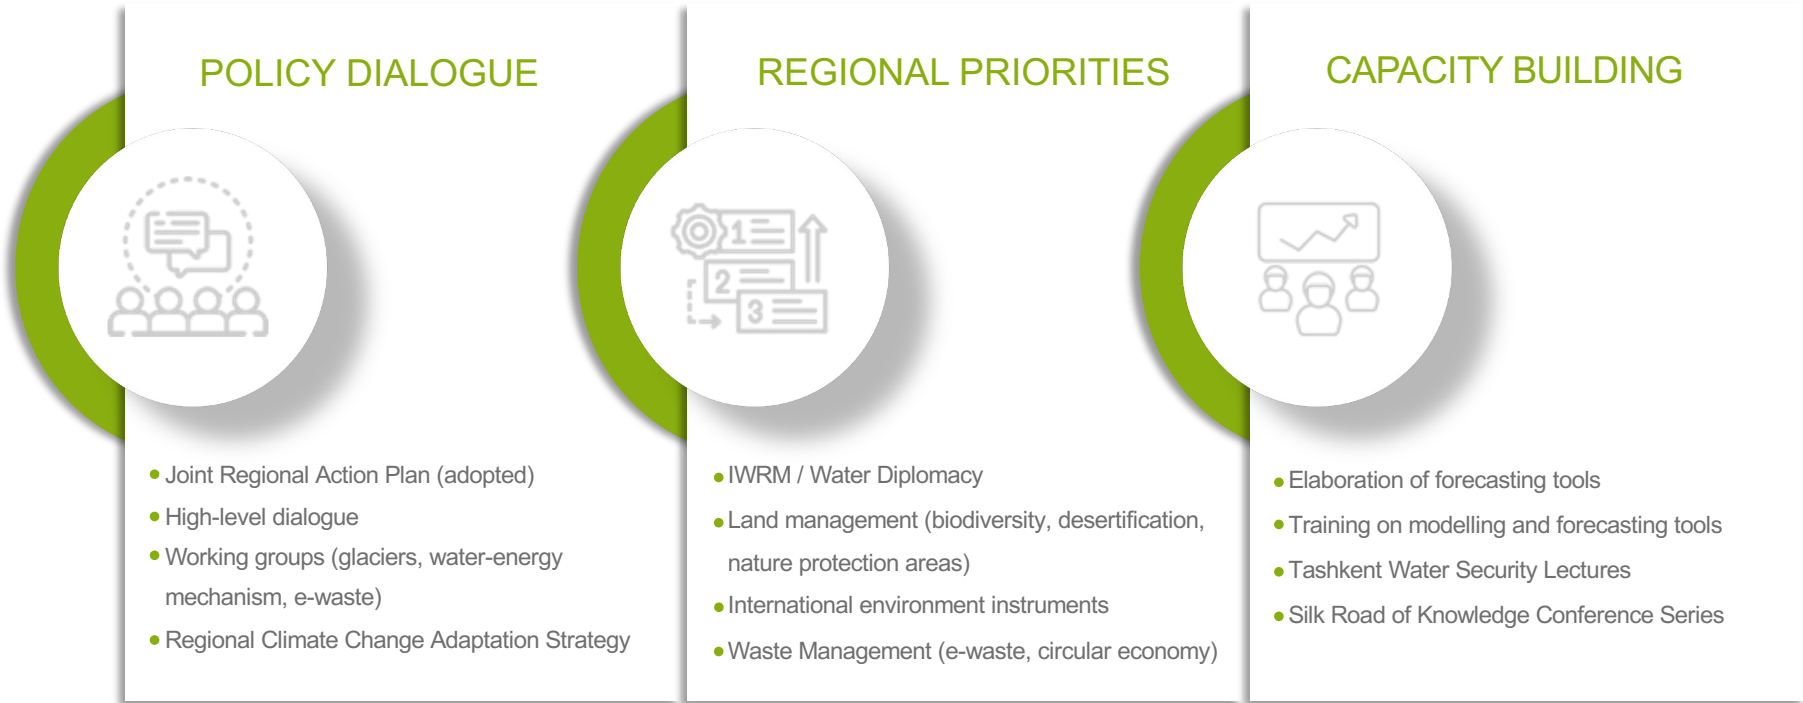 POLICY DIALOGUE
• Joint Regional Action Plan (adopted)
• High-level dialogue
• Working groups (glaciers, water-energy
mechanism, e-waste)
• Regional Climate Change Adaptation Strategy
REGIONAL PRIORITIES
1
2
3
• IWRM / Water Diplomacy
• Land management (biodiversity, desertification,
nature protection areas)
• International environment instruments
• Waste Management (e-waste, circular economy)
CAPACITY BUILDING
• Elaboration of forecasting tools
• Training on modelling and forecasting tools
• Tashkent Water Security Lectures
• Silk Road of Knowledge Conference Series